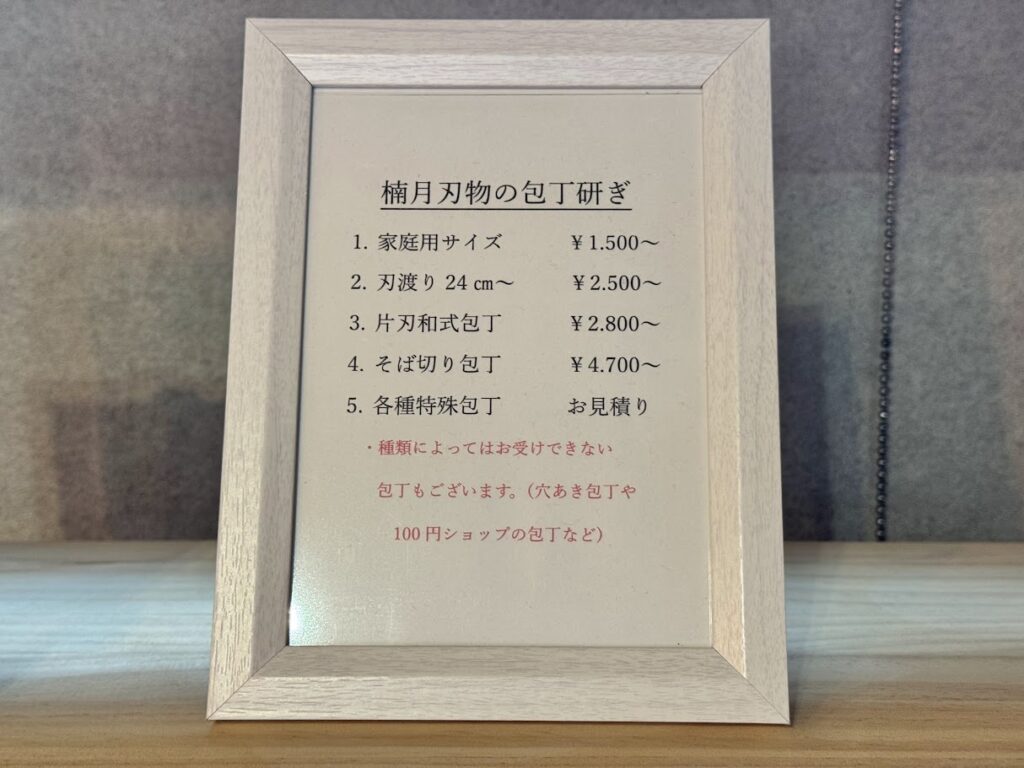 楠月刃物の包丁研ぎ
1. 家庭用サイズ ¥1.500〜
2. 刃渡り 24 ㎝〜 ¥2.500〜
3. 片刃和式包丁 ¥2.800〜
4. そば切り包丁 ¥4.700〜
5. 各種特殊包丁 お見積り
・種類によってはお受けできない
包丁もございます。（穴あき包丁や
100 円ショップの包丁など）